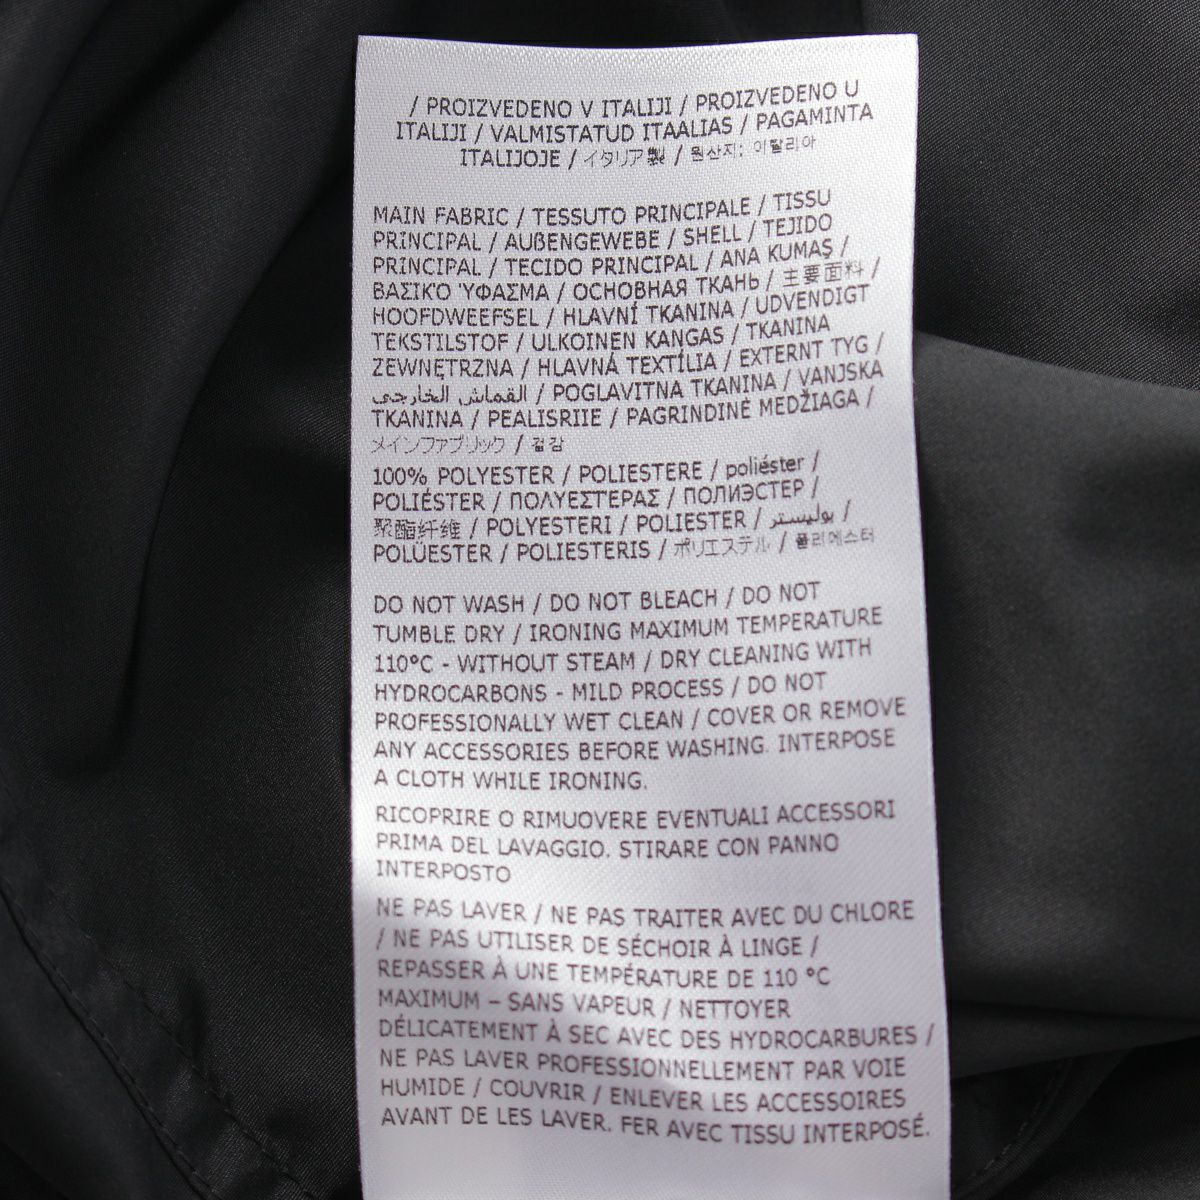 / PROIZVEDENO V ITALIJI / PROIZVEDENO U
ITALIJI / VALMISTATUD ITAALIAS / PAGAMINTA
ITALIJOJE / イタリア製 / 원산지: 이탈리아
MAIN FABRIC / TESSUTO PRINCIPALE / TISSU
PRINCIPAL / AUßENGEWEBE / SHELL / TEJIDO
PRINCIPAL / TECIDO PRINCIPAL / ANA KUMAŞ /
ΒΑΣΙΚΌ ΎΦΑΣΜΑ / ОСНОВНАЯ ТКАНЬ / 主要面料 /
HOOFDWEEFSEL / HLAVNÍ TKANINA / UDVENDIGT
TEKSTILSTOF / ULKOINEN KANGAS / TKANINA
ZEWNĘTRZNA / HLAVNÁ TEXTÍLIA / EXTERNT TYG /
القماش الخارجي / POGLAVITNA TKANINA / VANJSKA
TKANINA / PEALISRIIE / PAGRINDINĖ MEDŽIAGA /
メインファブリック / 겉감
100% POLYESTER / POLIESTERE / poliéster /
POLIÉSTER / ΠΟΛΥΕΣΤΕΡΑΣ / ПОЛИЭСТЕР /
聚酯纤维 / POLYESTERI / POLIESTER / بوليستر /
POLÜESTER / POLIESTERIS / ポリエステル / 폴리에스터
DO NOT WASH / DO NOT BLEACH / DO NOT
TUMBLE DRY / IRONING MAXIMUM TEMPERATURE
110°C - WITHOUT STEAM / DRY CLEANING WITH
HYDROCARBONS - MILD PROCESS / DO NOT
PROFESSIONALLY WET CLEAN / COVER OR REMOVE
ANY ACCESSORIES BEFORE WASHING. INTERPOSE
A CLOTH WHILE IRONING.
RICOPRIRE O RIMUOVERE EVENTUALI ACCESSORI
PRIMA DEL LAVAGGIO. STIRARE CON PANNO
INTERPOSTO
NE PAS LAVER / NE PAS TRAITER AVEC DU CHLORE
/ NE PAS UTILISER DE SÉCHOIR À LINGE /
REPASSER À UNE TEMPÉRATURE DE 110 °C
MAXIMUM – SANS VAPEUR / NETTOYER
DÉLICATEMENT À SEC AVEC DES HYDROCARBURES /
NE PAS LAVER PROFESSIONNELLEMENT PAR VOIE
HUMIDE / COUVRIR / ENLEVER LES ACCESSOIRES
AVANT DE LES LAVER. FER AVEC TISSU INTERPOSÉ.